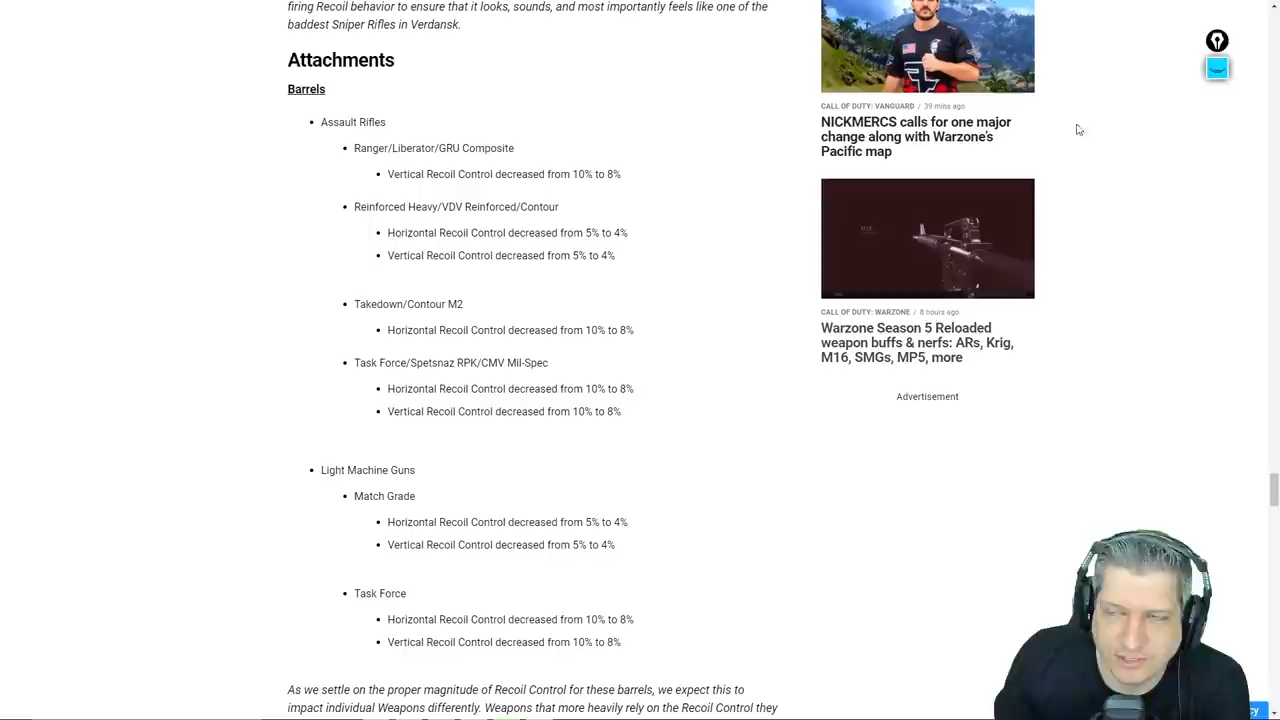 firing Recoil behavior to ensure that it looks, sounds, and most importantly feels like one of the
baddest Sniper Rifles in Verdansk.
Attachments
Barrels
Assault Rifles
Ranger/Liberator/GRU Composite
Vertical Recoil Control decreased from 10% to 8%
Reinforced Heavy/VDV Reinforced/Contour
Horizontal Recoil Control decreased from 5% to 4%
Vertical Recoil Control decreased from 5% to 4%
Takedown/Contour M2
Horizontal Recoil Control decreased from 10% to 8%
Task Force/Spetsnaz RPK/CMV Mil-Spec
Horizontal Recoil Control decreased from 10% to 8%
Vertical Recoil Control decreased from 10% to 8%
Light Machine Guns
Match Grade
Horizontal Recoil Control decreased from 5% to 4%
Vertical Recoil Control decreased from 5% to 4%
Task Force
Horizontal Recoil Control decreased from 10% to 8%
Vertical Recoil Control decreased from 10% to 8%
As we settle on the proper magnitude of Recoil Control for these barrels, we expect this to
impact individual Weapons differently. Weapons that more heavily rely on the Recoil Control they
CALL OF DUTY: VANGUARD / 39 mins ago
NICKMERCS calls for one major
change along with Warzone's
Pacific map
CALL OF DUTY: WARZONE / 8 hours ago
Warzone Season 5 Reloaded
weapon buffs & nerfs: ARs, Krig,
M16, SMGs, MP5, more
Advertisement
cy